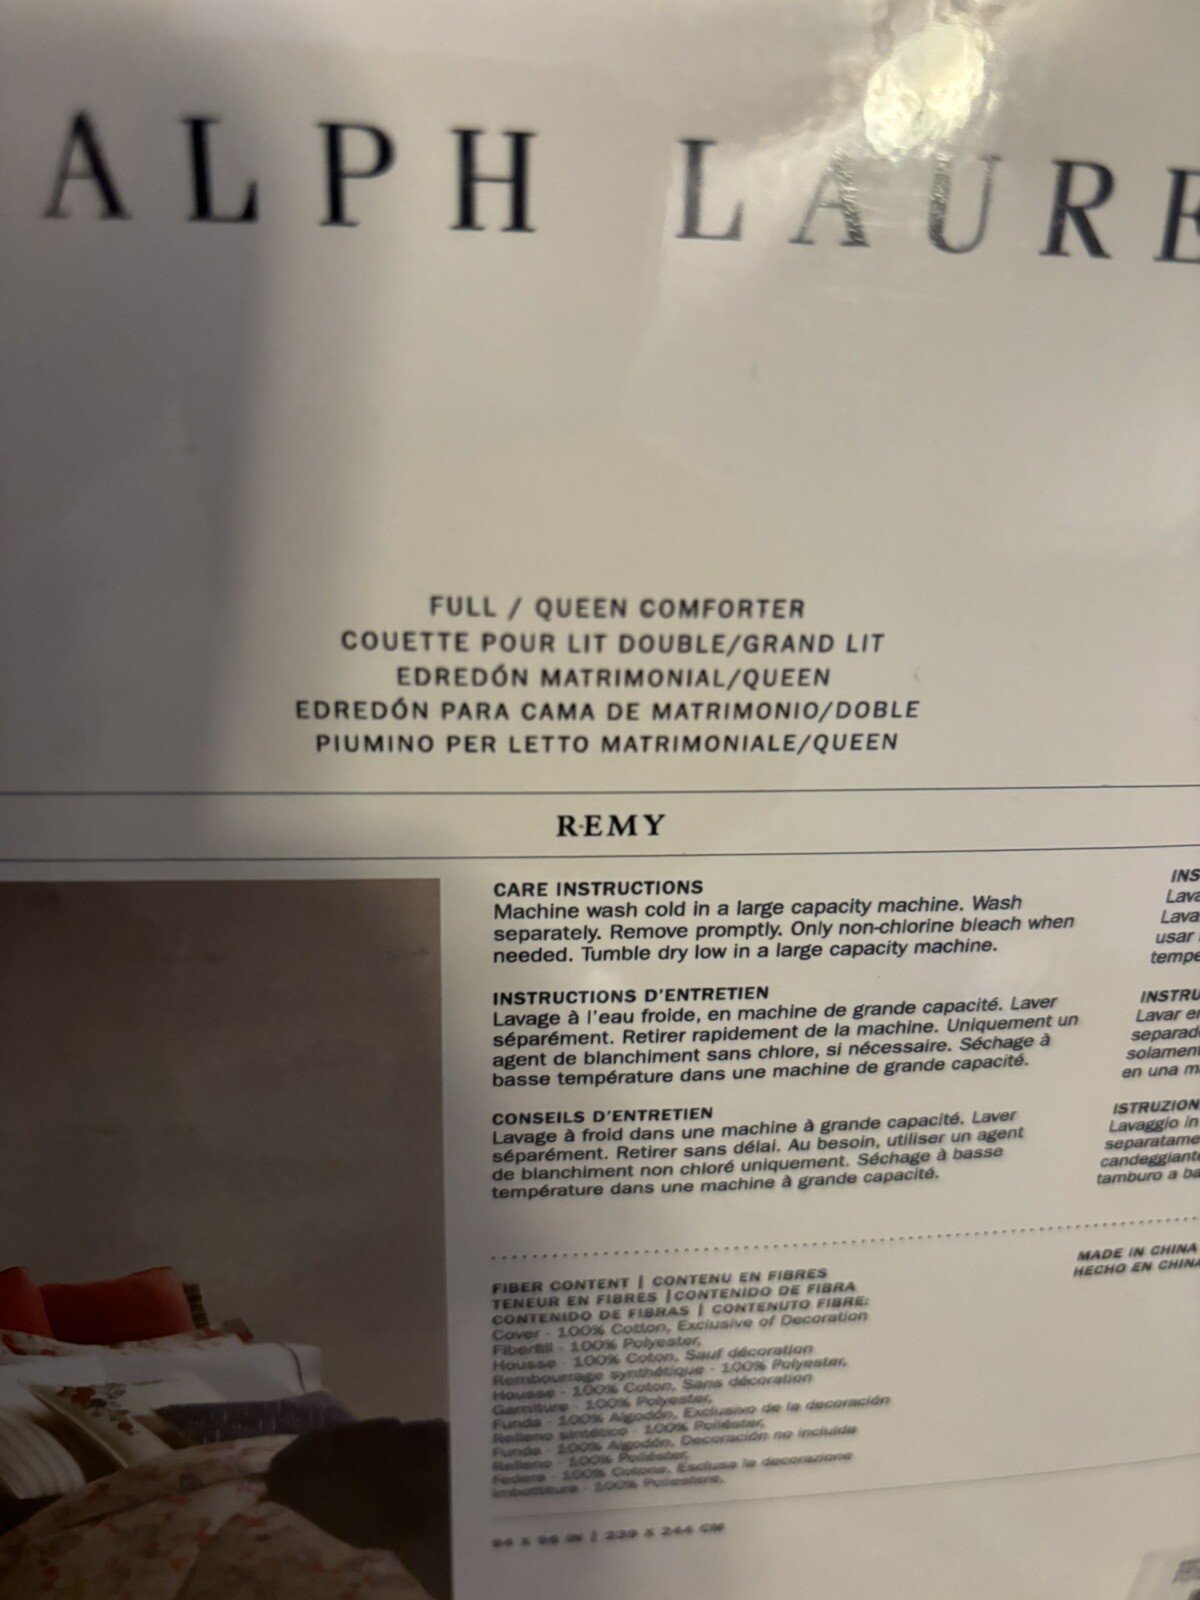 ALPH LAURE
FULL / QUEEN COMFORTER
COUETTE POUR LIT DOUBLE/GRAND LIT
EDREDÓN MATRIMONIAL/QUEEN
EDREDÓN PARA CAMA DE MATRIMONIO/DOBLE
PIUMINO PER LETTO MATRIMONIALE/QUEEN
REMY
CARE INSTRUCTIONS
Machine wash cold in a large capacity machine. Wash
separately. Remove promptly. Only non-chlorine bleach when
needed. Tumble dry low in a large capacity machine.
INSTRUCTIONS D'ENTRETIEN
Lavage à l'eau froide, en machine de grande capacité. Laver
séparément. Retirer rapidement de la machine. Uniquement un
agent de blanchiment sans chlore, si nécessaire. Séchage à
basse température dans une machine de grande capacité.
CONSEILS D'ENTRETIEN
Lavage à froid dans une machine à grande capacité. Laver
séparément. Retirer sans délai. Au besoin, utiliser un agent
de blanchiment non chloré uniquement. Séchage à basse
température dans une machine à grande capacité.
INS
Lava
Lava
usar
tempe
INSTRU
Lavar en
separad
solament
en una m
ISTRUZION
Lavaggio in
separatame
candeggiante
tamburo a ba
FIBER CONTENT | CONTENU EN FIBRES
TENEUR EN FIBRES | CONTENIDO DE FIBRA
CONTENIDO DE FIBRAS | CONTENUTO FIBRE:
Cover - 100% Cotton, Exclusive of Decoration
Fiberfill - 100% Polyester,
Housse - 100% Coton, Sauf décoration
Rembourrage synthétique - 100% Polyester,
Housse - 100% Coton, Sans décoration
Garniture - 100% Polyester,
Funda - 100% Algodón, Exclusivo de la decoración
Relleno sintético - 100% Poliéster,
Funda - 100% Algodón, Decoración no incluida
Relleno - 100% Poliéster,
Federa - 100% Cotone, Esclusa la decorazione
Imbottitura - 100% Poliestere,
94 X 96 IN | 239 X 244 CM
MADE IN CHINA
HECHO EN CHINA